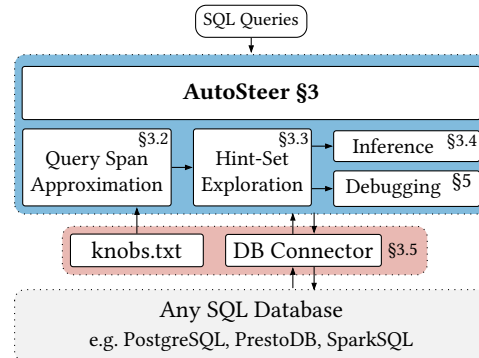 SQL Queries
AutoSteer §3
§3.2
Query Span
Approximation
§3.3
Hint-Set
Exploration
Inference §3.4
Debugging §5
knobs.txt
DB Connector
§3.5
Any SQL Database
e.g. PostgreSQL, PrestoDB, SparkSQL